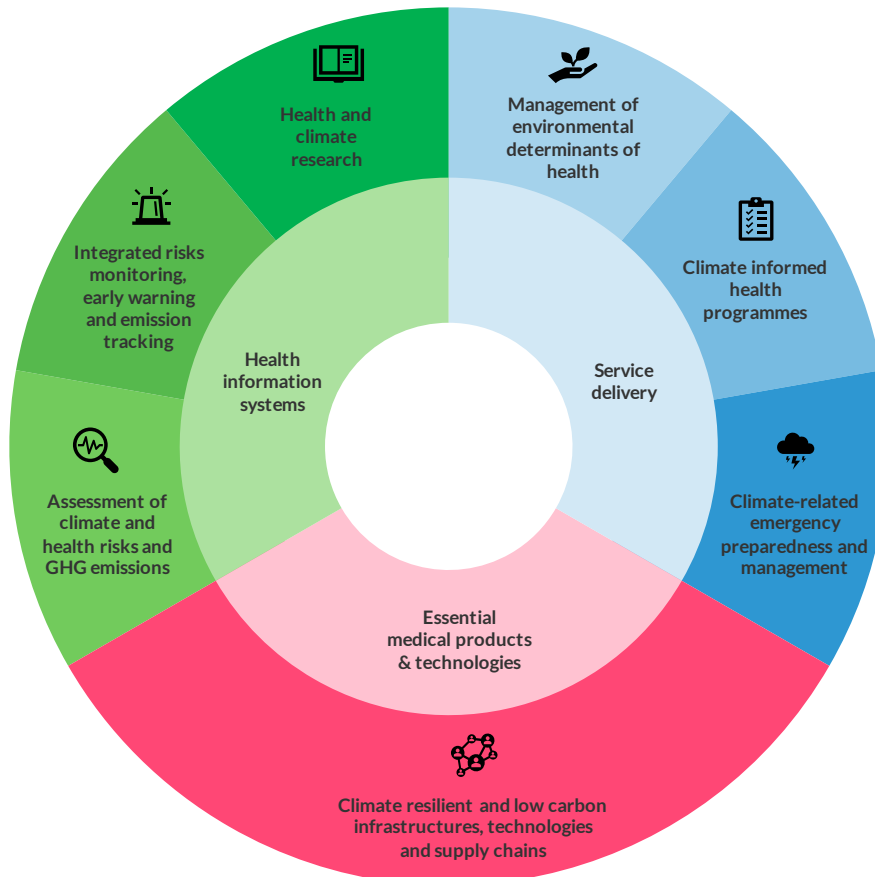 Health and
climate
research
Management of
environmental
determinants of
health
Integrated risks
monitoring,
early warning
and emission
tracking
Climate informed
health
programmes
Health
information
systems
Service
delivery
Assessment of
climate and
health risks and
GHG emissions
Climate-related
emergency
preparedness and
management
Essential
medical products
& technologies
Climate resilient and low carbon
infrastructures, technologies
and supply chains